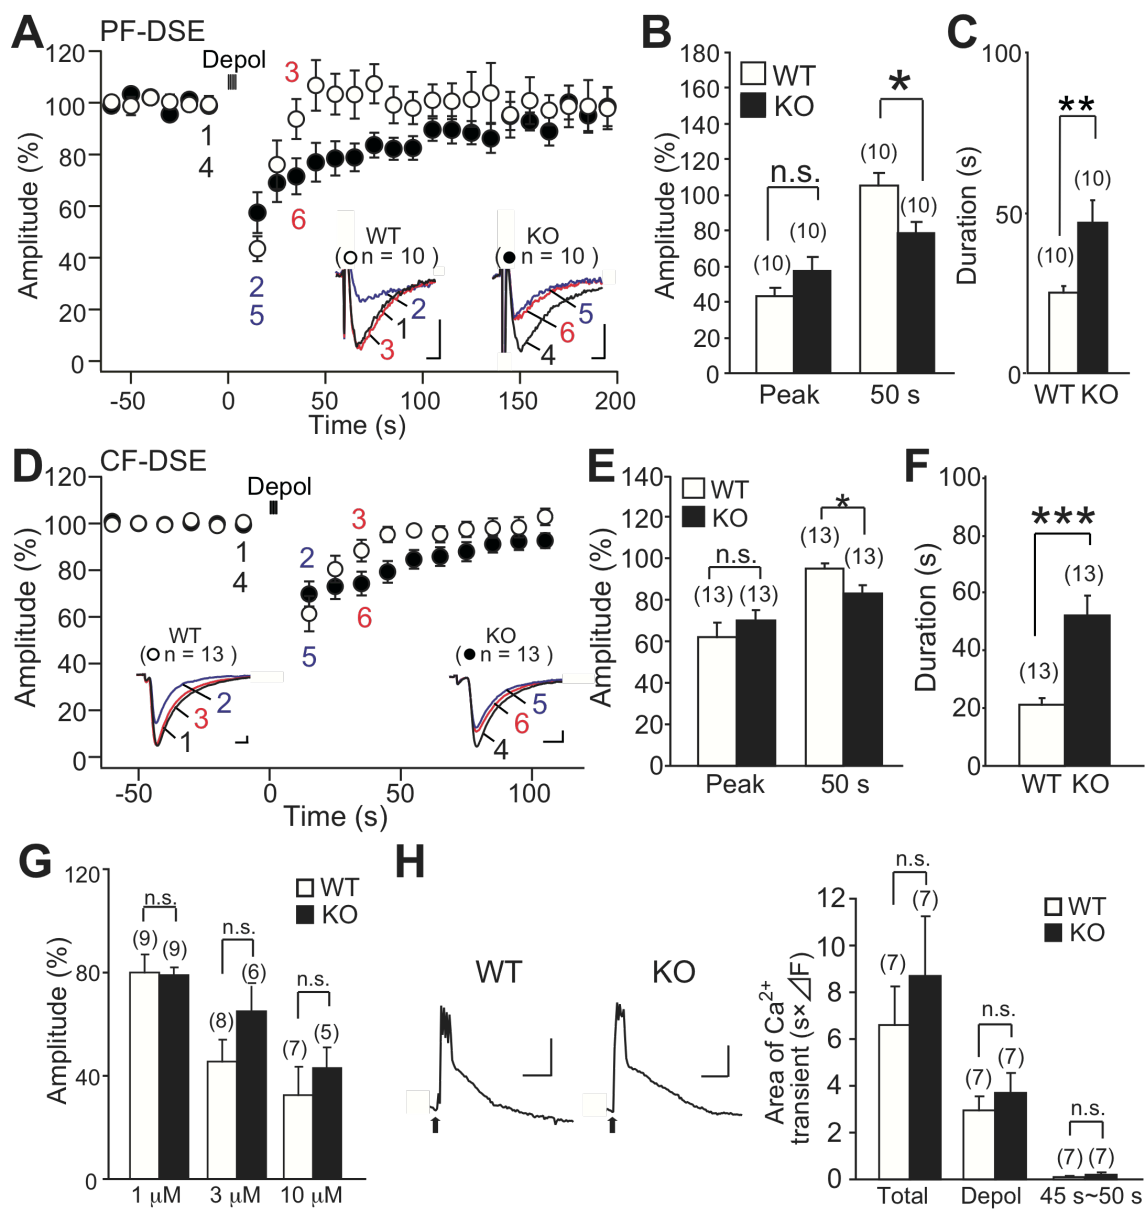 A PF-DSE
Depol
Amplitude (%)
120
100
80
60
40
20
0
1
4
3
6
2
5
WT
( n = 10 )
2
1
3
KO
( n = 10 )
5
6
4
-50 0 50 100 150 200
Time (s)
B
WT
KO
Amplitude (%)
180
160
140
120
100
80
60
40
20
0
n.s.
*
(10) (10) (10) (10)
Peak 50 s
C
Duration (s)
100
50
0
**
(10) (10)
WT KO
D CF-DSE
Depol
Amplitude (%)
120
100
80
60
40
20
0
1
4
2
5
3
6
WT
( n = 13 )
2
3
1
KO
( n = 13 )
5
6
4
-50 0 50 100
Time (s)
E
WT
KO
Amplitude (%)
140
120
100
80
60
40
20
0
n.s.
*
(13) (13) (13) (13)
Peak 50 s
F
Duration (s)
100
80
60
40
20
0
***
(13) (13)
WT KO
G
WT
KO
Amplitude (%)
120
80
40
0
n.s. n.s. n.s.
(9) (9) (8) (6) (7) (5)
1 μM 3 μM 10 μM
H
WT KO
WT
KO
Area of Ca2+
transient (s×⊿F)
12
10
8
6
4
2
0
n.s. n.s. n.s.
(7) (7) (7) (7) (7) (7)
Total Depol 45 s~50 s